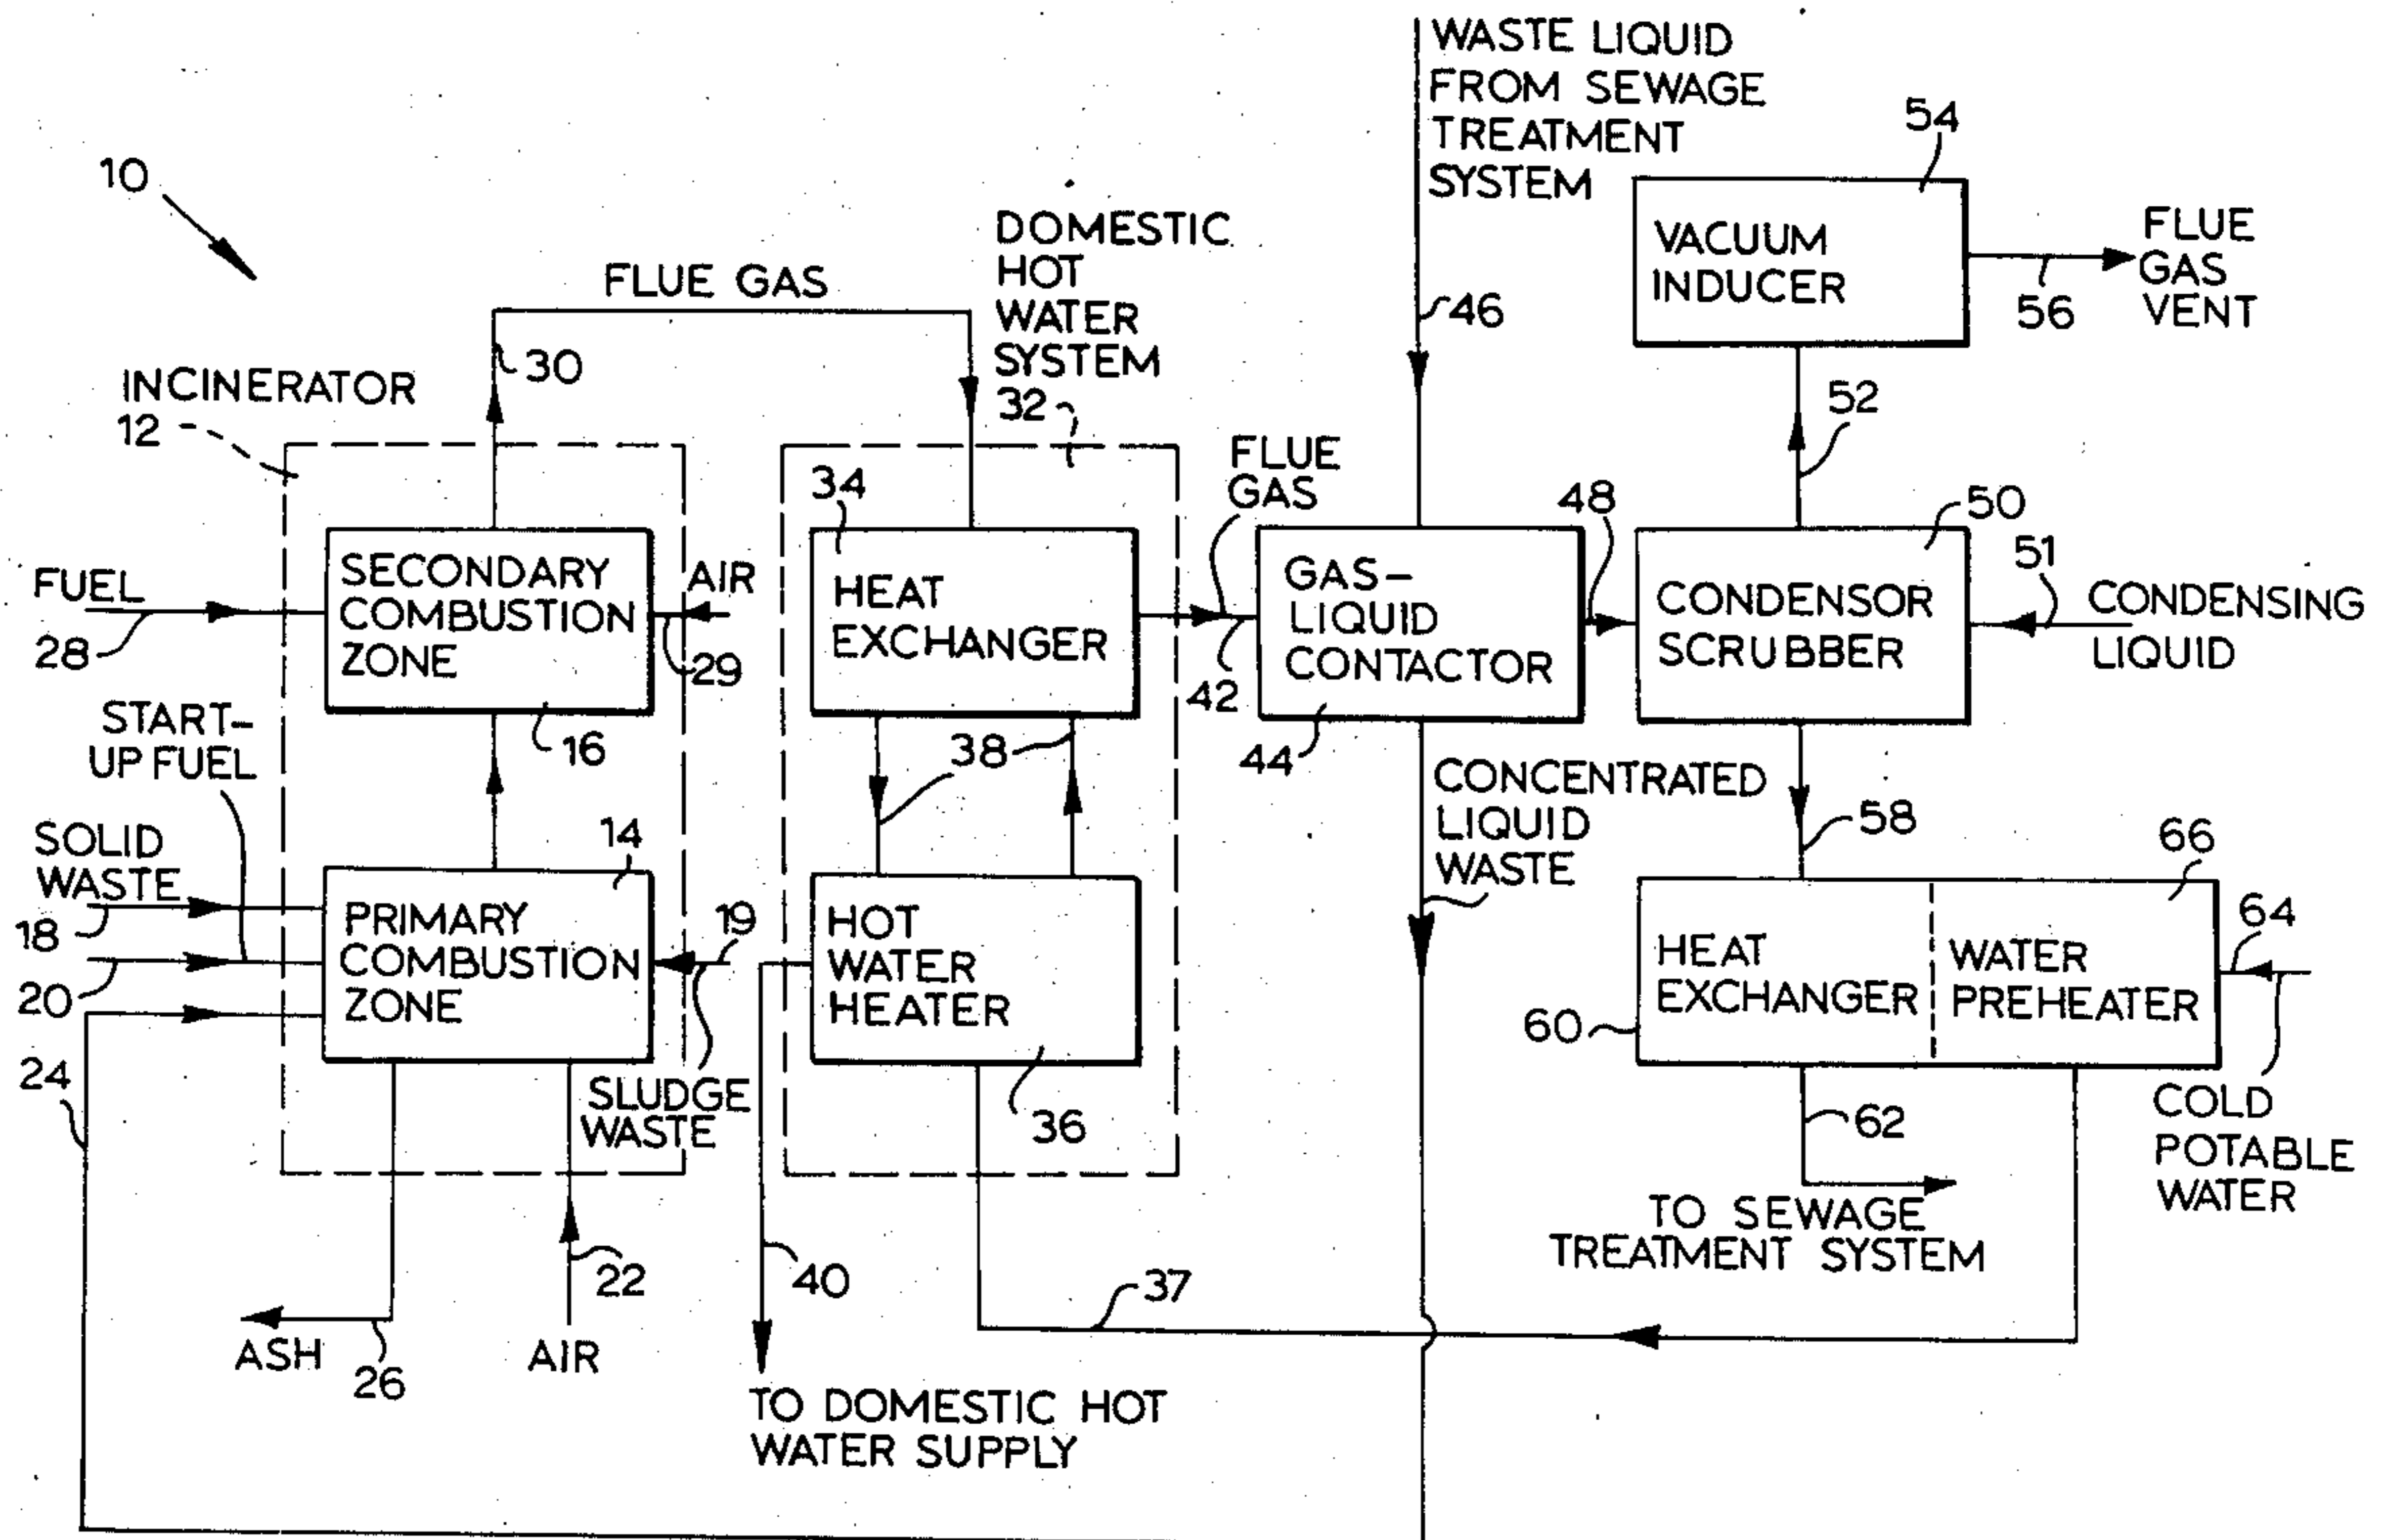 10
WASTE LIQUID
FROM SEWAGE
TREATMENT
SYSTEM
46
54
VACUUM
INDUCER
FLUE
GAS
VENT
56
52
FLUE GAS
30
DOMESTIC
HOT
WATER
SYSTEM
32
INCINERATOR
12
FUEL
28
SECONDARY
COMBUSTION
ZONE
16
AIR
29
34
HEAT
EXCHANGER
38
FLUE
GAS
42
GAS-
LIQUID
CONTACTOR
44
48
50
CONDENSOR
SCRUBBER
51
CONDENSING
LIQUID
START-
UP FUEL
SOLID
WASTE
18
20
24
14
PRIMARY
COMBUSTION
ZONE
19
SLUDGE
WASTE
HOT
WATER
HEATER
36
CONCENTRATED
LIQUID
WASTE
58
66
HEAT
EXCHANGER
60
WATER
PREHEATER
64
COLD
POTABLE
WATER
62
TO SEWAGE
TREATMENT SYSTEM
ASH
26
22
AIR
40
37
TO DOMESTIC HOT
WATER SUPPLY